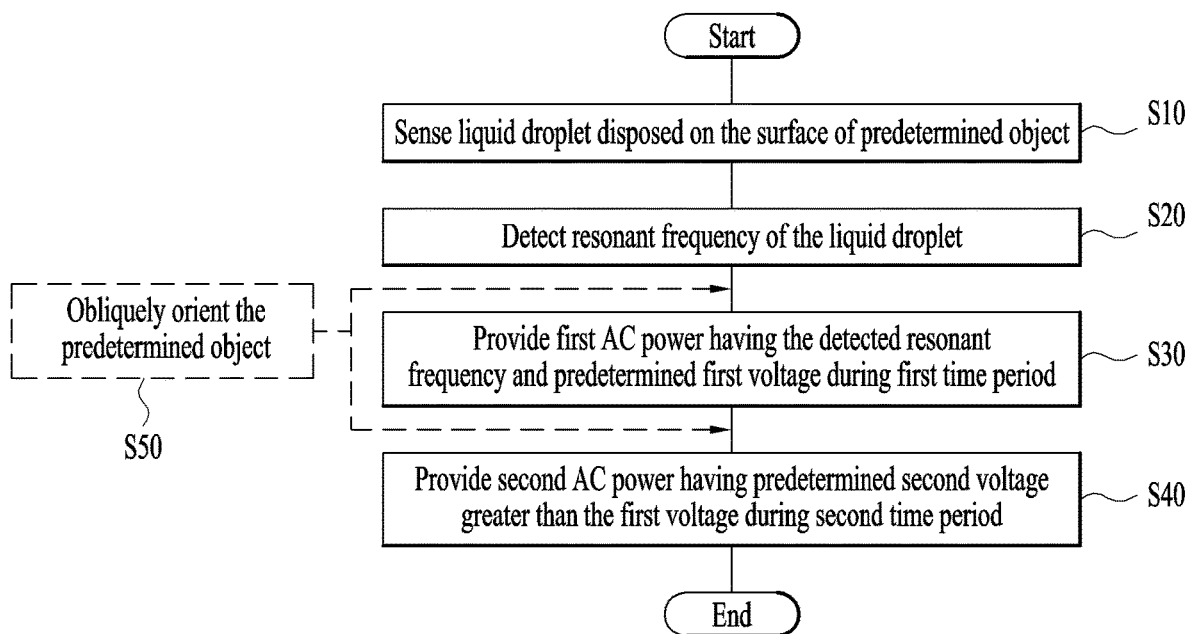 Start
Sense liquid droplet disposed on the surface of predetermined object
S10
Detect resonant frequency of the liquid droplet
S20
Obliquely orient the
predetermined object
S50
Provide first AC power having the detected resonant
frequency and predetermined first voltage during first time period
S30
Provide second AC power having predetermined second voltage
greater than the first voltage during second time period
S40
End